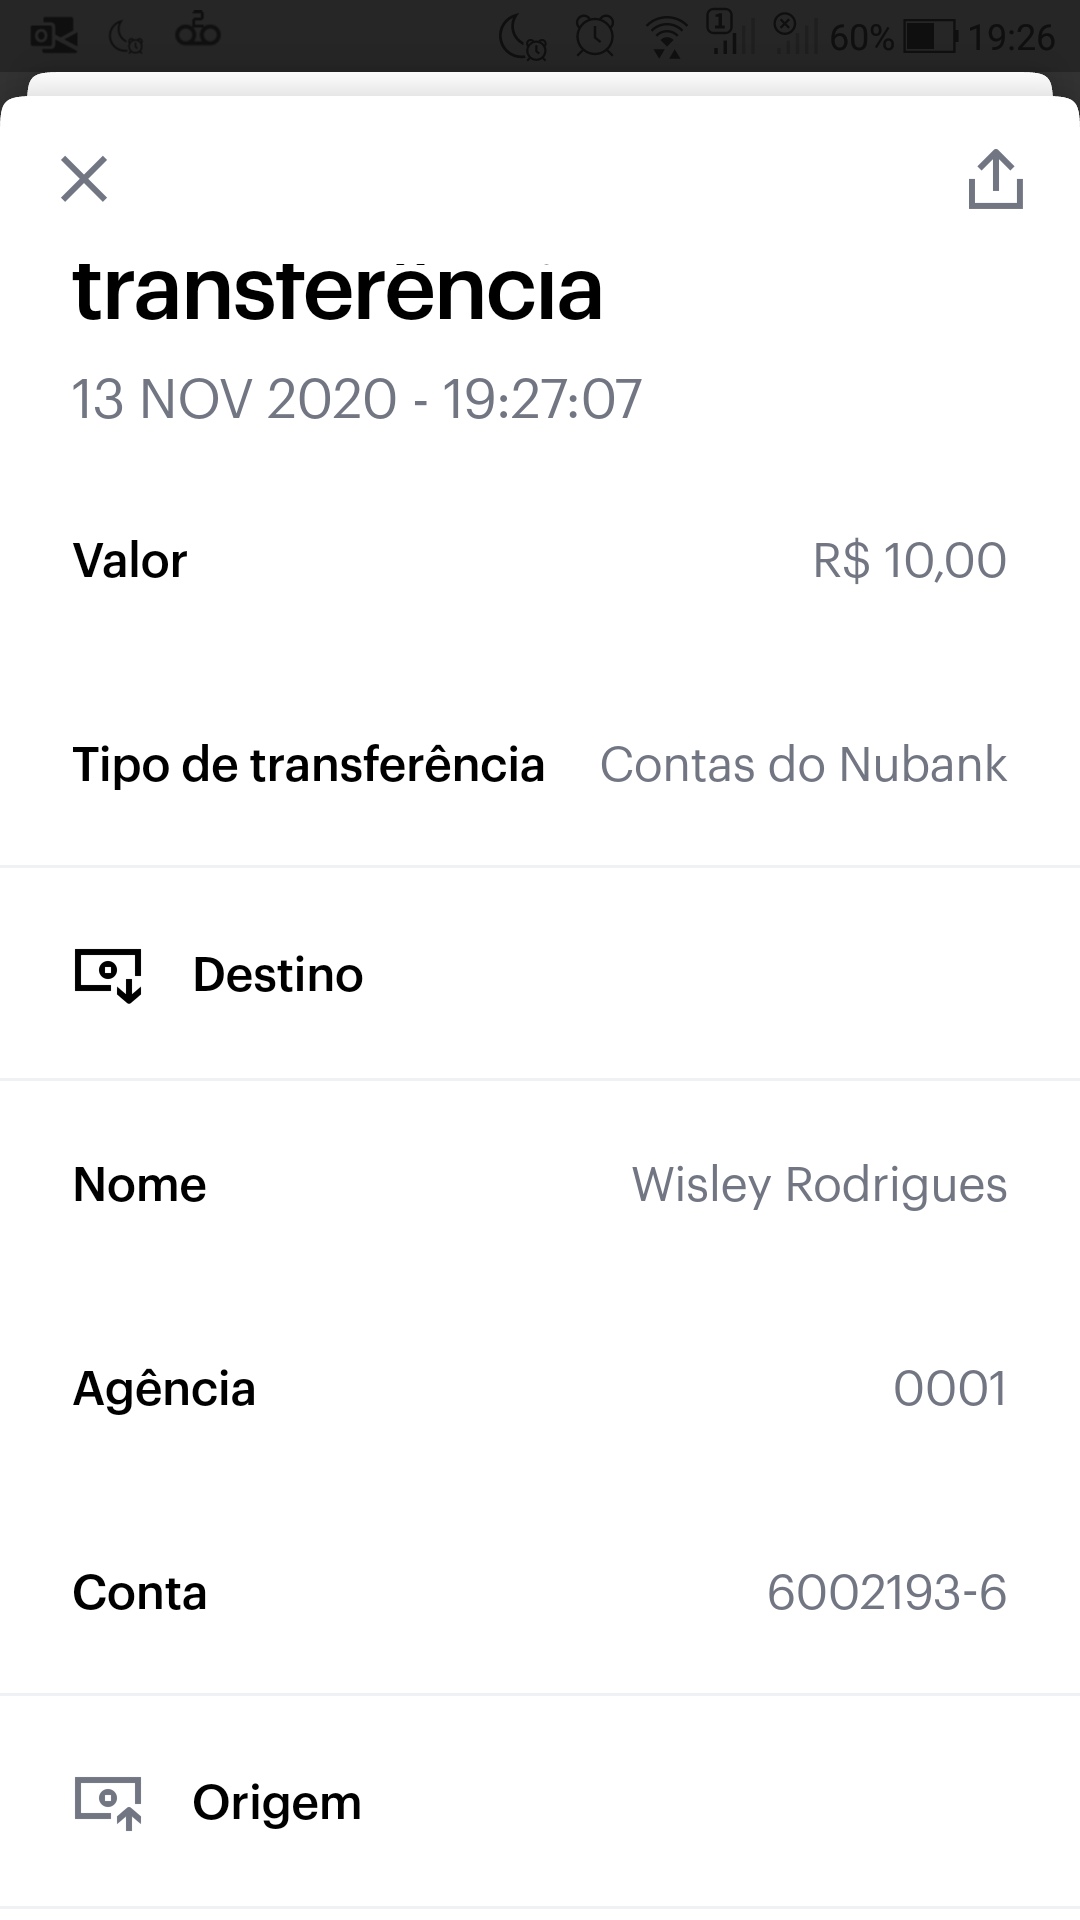 60% 19:26
transferência
13 NOV 2020 - 19:27:07
Valor R$ 10,00
Tipo de transferência Contas do Nubank
Destino
Nome Wisley Rodrigues
Agência 0001
Conta 6002193-6
Origem